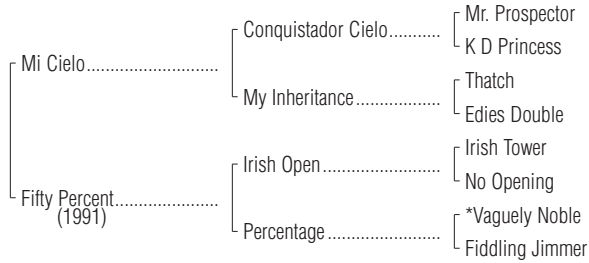 Mr. Prospector
Conquistador Cielo...........
K D Princess
Mi Cielo.............................
Thatch
My Inheritance ..................
Edies Double
Irish Tower
Irish Open.........................
No Opening
Fifty Percent.......................
(1991)
*Vaguely Noble
Percentage ........................
Fiddling Jimmer